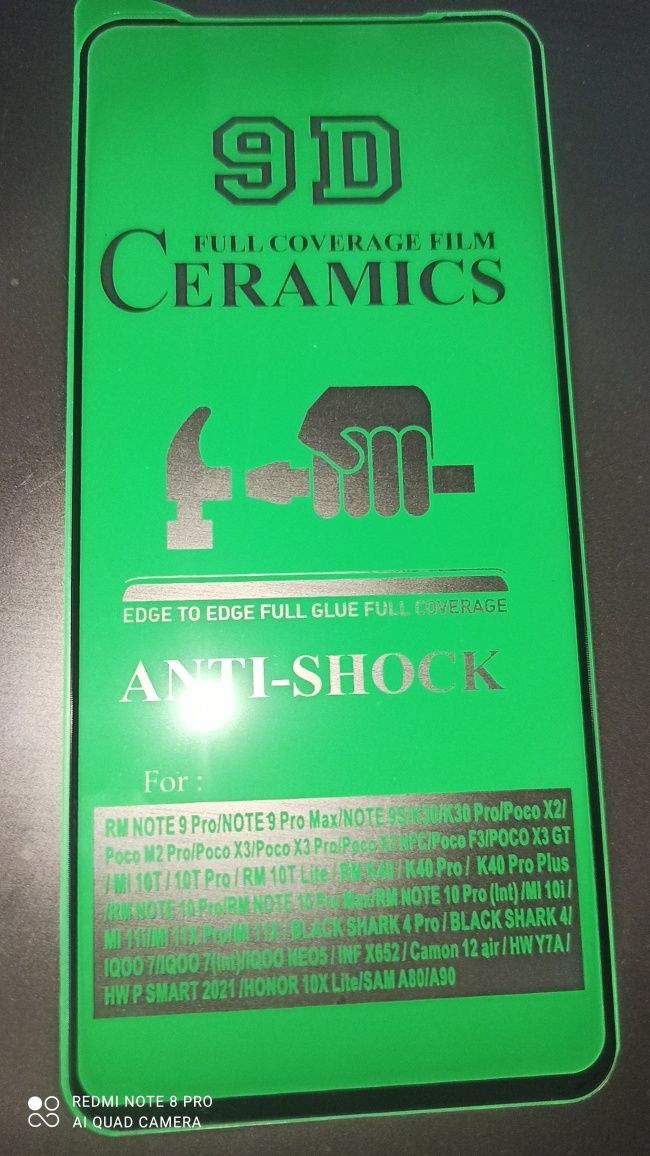 9D
FULL COVERAGE FILM
CERAMICS
EDGE TO EDGE FULL GLUE FULL COVERAGE
ANTI-SHOCK
For :
RM NOTE 9 Pro/NOTE 9 Pro Max/NOTE 9S/K30/K30 Pro/Poco X2/
Poco M2 Pro/Poco X3/Poco X3 Pro/Poco X3 NFC/Poco F3/POCO X3 GT
/ MI 10T / 10T Pro / RM 10T Lite / RM K40 / K40 Pro / K40 Pro Plus
/RM NOTE 10 Pro/RM NOTE 10 Pro Max/RM NOTE 10 Pro (Int) /MI 10i /
MI 11i/MI 11X Pro/MI 11X / BLACK SHARK 4 Pro / BLACK SHARK 4/
IQOO 7/IQOO 7(Int)/IQOO NEO5 / INF X652 / Camon 12 air / HW Y7A /
HW P SMART 2021 /HONOR 10X Lite/SAM A80/A90
REDMI NOTE 8 PRO
AI QUAD CAMERA